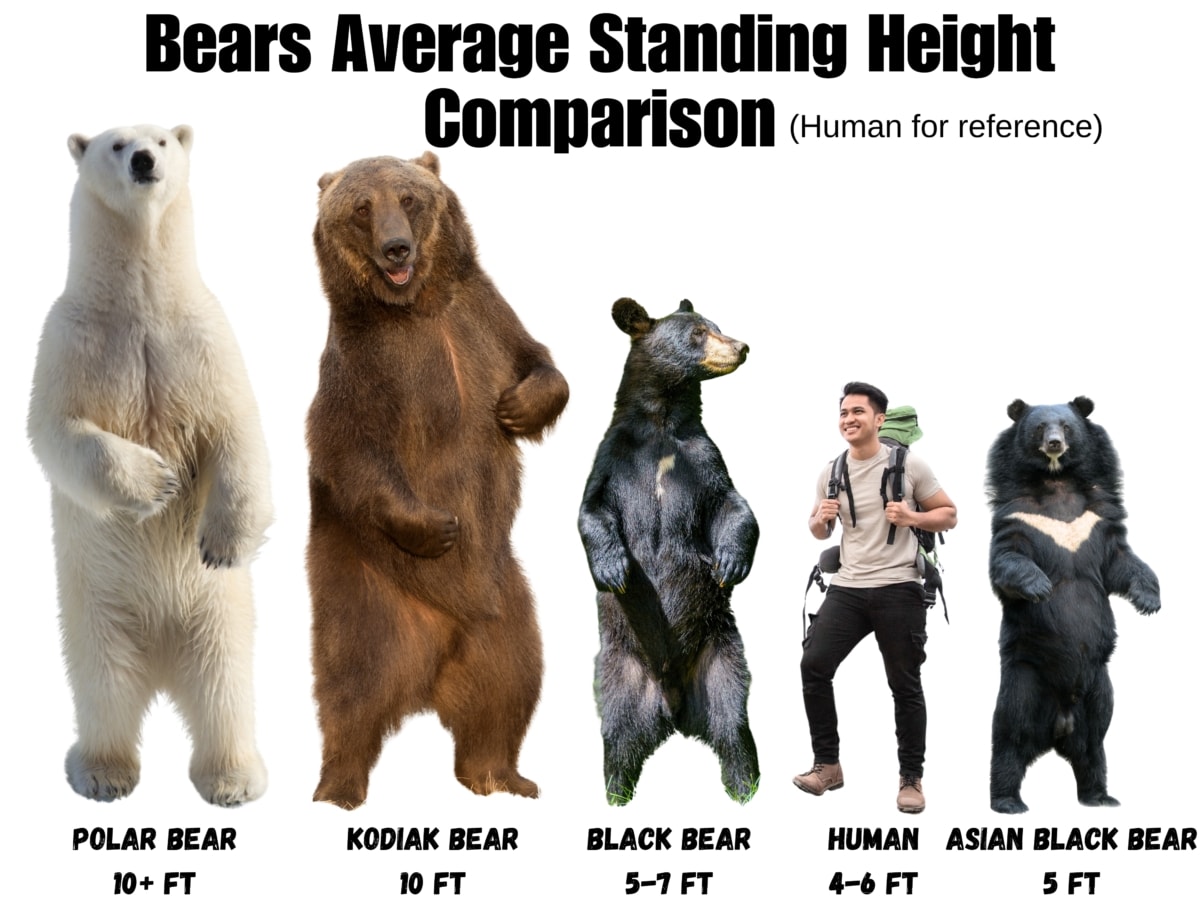 Bears Average Standing Height
Comparison (Human for reference)
POLAR BEAR
10+ FT
KODIAK BEAR
10 FT
BLACK BEAR
5-7 FT
HUMAN
4-6 FT
ASIAN BLACK BEAR
5 FT